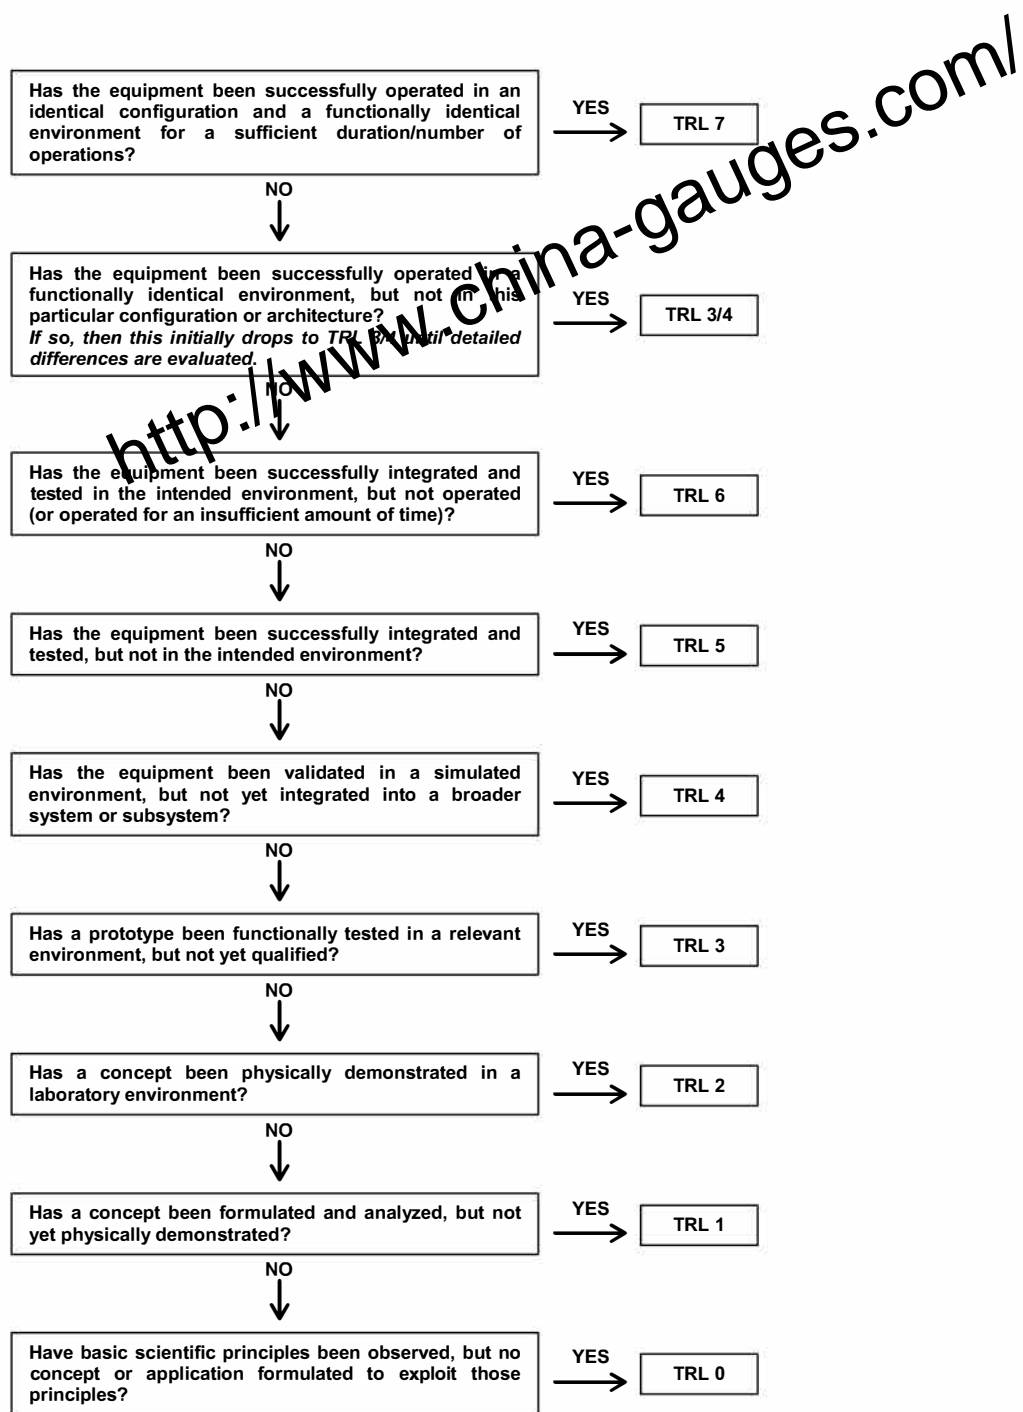 Has the equipment been successfully operated in an
identical configuration and a functionally identical
environment for a sufficient duration/number of
operations?
YES
TRL 7
NO
Has the equipment been successfully operated in a
functionally identical environment, but not in this
particular configuration or architecture?
If so, then this initially drops to TRL 3/4 until detailed
differences are evaluated.
YES
TRL 3/4
NO
http://www.china-gauges.com/
Has the equipment been successfully integrated and
tested in the intended environment, but not operated
(or operated for an insufficient amount of time)?
YES
TRL 6
NO
Has the equipment been successfully integrated and
tested, but not in the intended environment?
YES
TRL 5
NO
Has the equipment been validated in a simulated
environment, but not yet integrated into a broader
system or subsystem?
YES
TRL 4
NO
Has a prototype been functionally tested in a relevant
environment, but not yet qualified?
YES
TRL 3
NO
Has a concept been physically demonstrated in a
laboratory environment?
YES
TRL 2
NO
Has a concept been formulated and analyzed, but not
yet physically demonstrated?
YES
TRL 1
NO
Have basic scientific principles been observed, but no
concept or application formulated to exploit those
principles?
YES
TRL 0